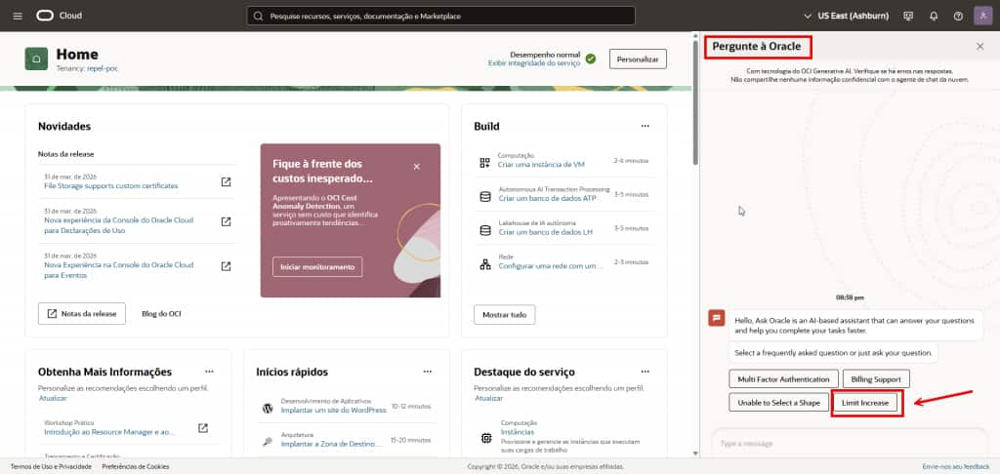 Cloud
Pesquise recursos, serviços, documentação e Marketplace
US East (Ashburn)
A
Home
Tenancy: repel-poc
Desempenho normal
Exibir integridade do serviço
Personalizar
Novidades
Notas da release
31 de mar. de 2026
File Storage supports custom certificates
31 de mar. de 2026
Nova experiência da Console do Oracle Cloud
para Declarações de Uso
31 de mar. de 2026
Nova Experiência na Console do Oracle Cloud
para Eventos
Notas da release
Blog do OCI
Fique à frente dos
custos inesperado...
Apresentando o OCI Cost
Anomaly Detection, um
serviço sem custo que identifica
proativamente tendências...
Iniciar monitoramento
Build
Computação
Criar uma instância de VM
2-6 minutos
Autonomous AI Transaction Processing
Criar um banco de dados ATP
3-5 minutos
Lakehouse de IA autônoma
Criar um banco de dados LH
3-5 minutos
Rede
Configurar uma rede com um...
2-3 minutos
Mostrar tudo
Obtenha Mais Informações
Personalize as recomendações escolhendo um perfil.
Atualizar
Workshop Prático
Introdução ao Resource Manager e ao...
Treinamento e Certificação
Inícios rápidos
Desenvolvimento de Aplicativos
Implantar um site do WordPress
10-12 minutos
Arquitetura
Implantar a Zona de Destino...
15-20 minutos
Destaque do serviço
Personalize as recomendações escolhendo um perfil.
Atualizar
Computação
Instâncias
Provisione e gerencie as instâncias que executam
suas cargas de trabalho
Pergunte à Oracle
Com tecnologia do OCI Generative AI. Verifique se há erros nas respostas.
Não compartilhe nenhuma informação confidencial com o agente de chat da nuvem.
08:38 pm
Hello, Ask Oracle is an AI-based assistant that can answer your questions
and help you complete your tasks faster.
Select a frequently asked question or just ask your question.
Multi Factor Authentication
Billing Support
Unable to Select a Shape
Limit Increase
Type a message
Termos de Uso e Privacidade
Preferências de Cookies
Copyright © 2026, Oracle e/ou suas empresas afiliadas.
Envie-nos seu feedback